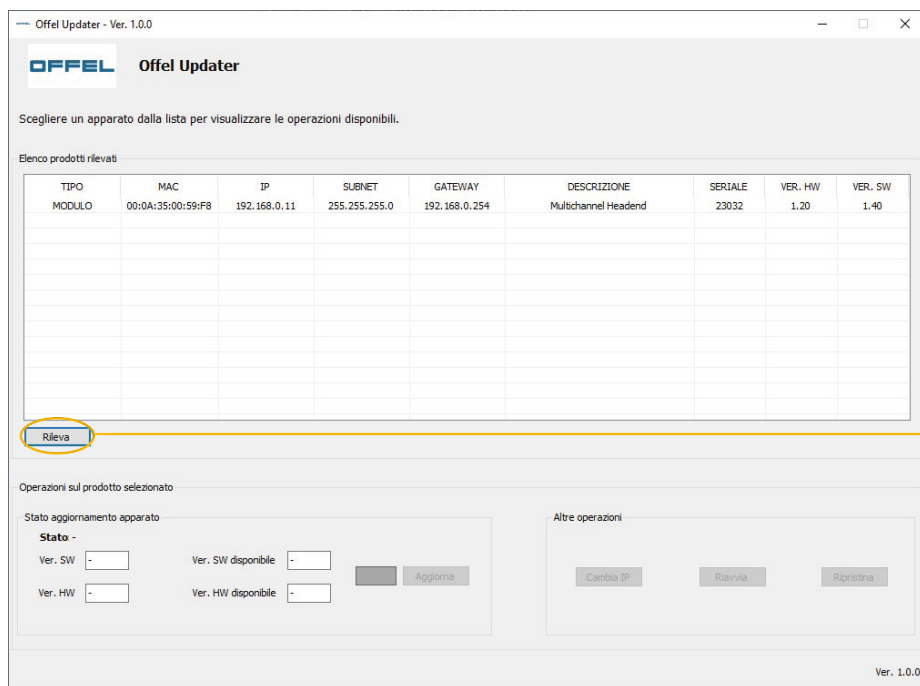 Offel Updater - Ver. 1.0.0
OFFEL Offel Updater
Scegliere un apparato dalla lista per visualizzare le operazioni disponibili.
Elenco prodotti rilevati
TIPO MAC IP SUBNET GATEWAY DESCRIZIONE SERIALE VER. HW VER. SW
MODULO 00:0A:35:00:59:F8 192.168.0.11 255.255.255.0 192.168.0.254 Multichannel Headend 23032 1.20 1.40
Rileva
Operazioni sul prodotto selezionato
Stato aggiornamento apparato Altre operazioni
Stato: -
Ver. SW - Ver. SW disponibile -
Aggiorna Cambia IP Riavvia Ripristina
Ver. HW - Ver. HW disponibile -
Ver. 1.0.0